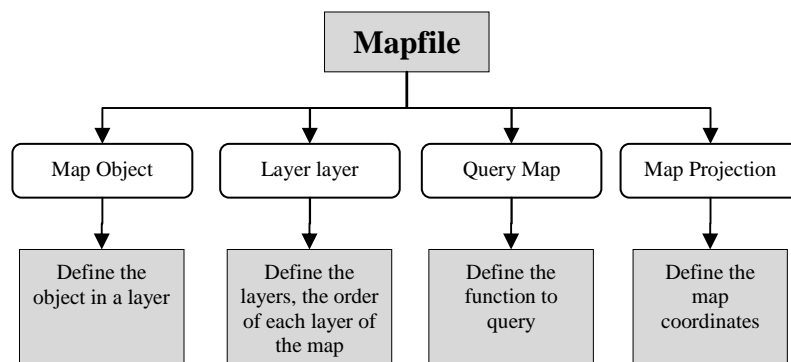 Mapfile
Map Object
Layer layer
Query Map
Map Projection
Define the
object in a layer
Define the
layers, the order
of each layer of
the map
Define the
function to
query
Define the
map
coordinates